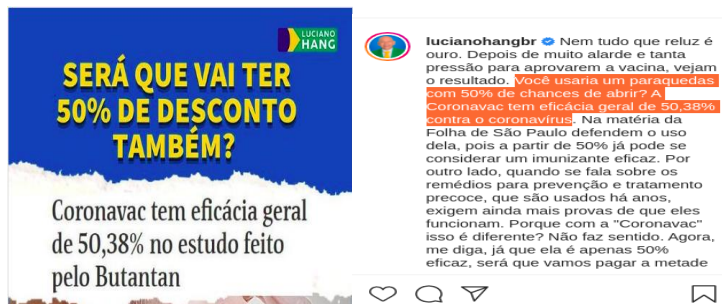 LUCIANO
HANG
SERÁ QUE VAI TER
50% DE DESCONTO
TAMBÉM?
Coronavac tem eficácia geral
de 50,38% no estudo feito
pelo Butantan
lucianohangbr Nem tudo que reluz é
ouro. Depois de muito alarde e tanta
pressão para aprovarem a vacina, vejam
o resultado. Você usaria um paraquedas
com 50% de chances de abrir? A
Coronavac tem eficácia geral de 50,38%
contra o coronavírus. Na matéria da
Folha de São Paulo defendem o uso
dela, pois a partir de 50% já pode se
considerar um imunizante eficaz. Por
outro lado, quando se fala sobre os
remédios para prevenção e tratamento
precoce, que são usados há anos,
exigem ainda mais provas de que eles
funcionam. Porque com a "Coronavac"
isso é diferente? Não faz sentido. Agora,
me diga, já que ela é apenas 50%
eficaz, será que vamos pagar a metade